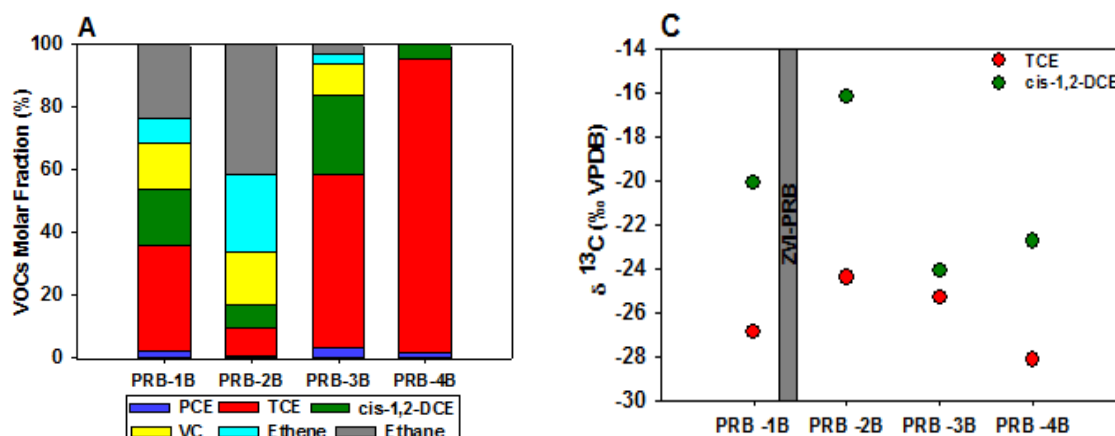 A
VOCs Molar Fraction (%)
100
80
60
40
20
0
PRB-1B PRB-2B PRB-3B PRB-4B
PCE TCE cis-1,2-DCE
VC Ethene Ethane
C
δ 13C (‰ VPDB)
-14
-16
-18
-20
-22
-24
-26
-28
-30
TCE
cis-1,2-DCE
ZVI-PRB
PRB -1B PRB -2B PRB -3B PRB -4B